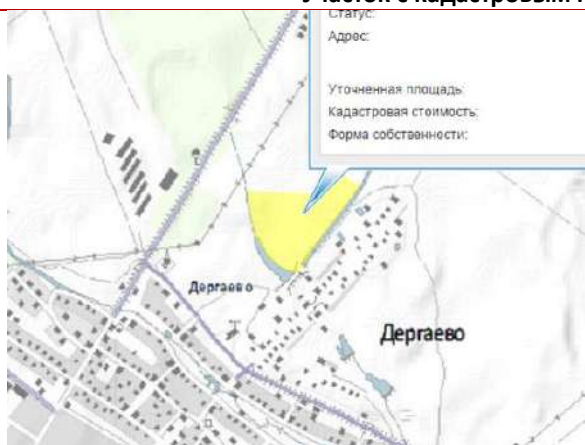 Участок с кадастровым
Статус:
Адрес:
Уточненная площадь:
Кадастровая стоимость:
Форма собственности:
Дергаево
Дергаево